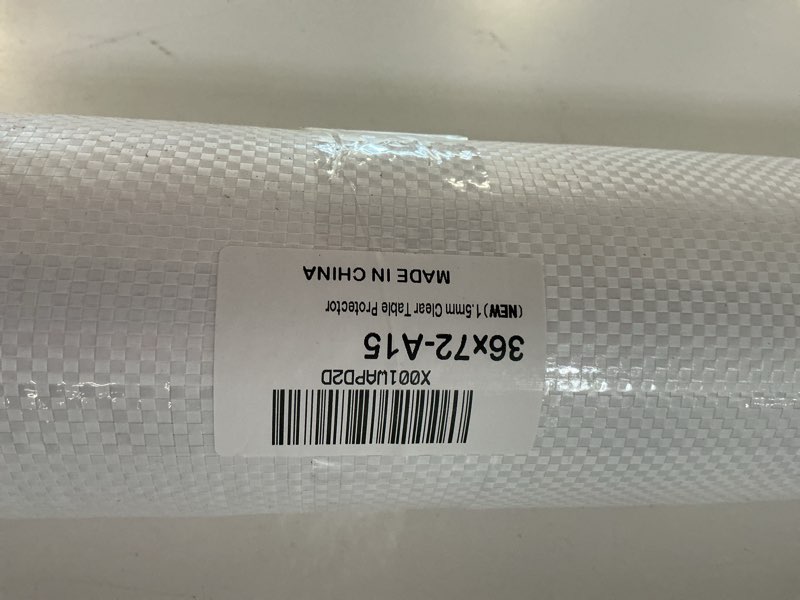 X001WAPD2D
36x72-A15
(NEW)1.5mm Clear Table Protector
MADE IN CHINA